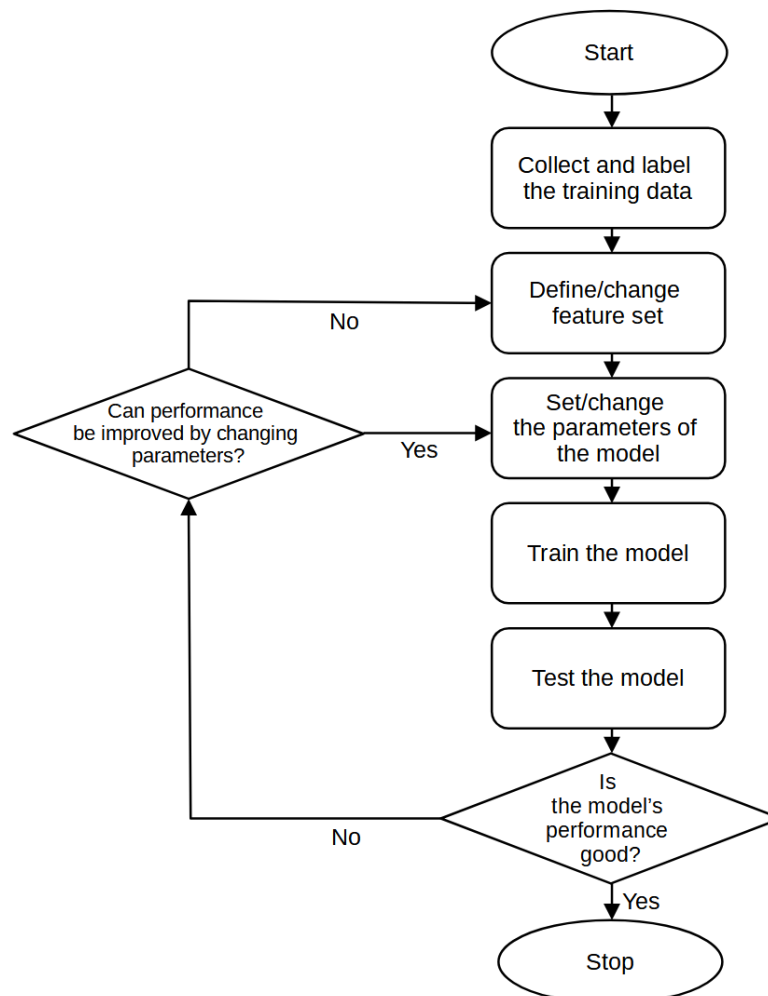 Start
Collect and label
the training data
Define/change
feature set
No
Can performance
be improved by changing
parameters?
Yes
Set/change
the parameters of
the model
Train the model
Test the model
Is
the model’s
performance
good?
No
Yes
Stop